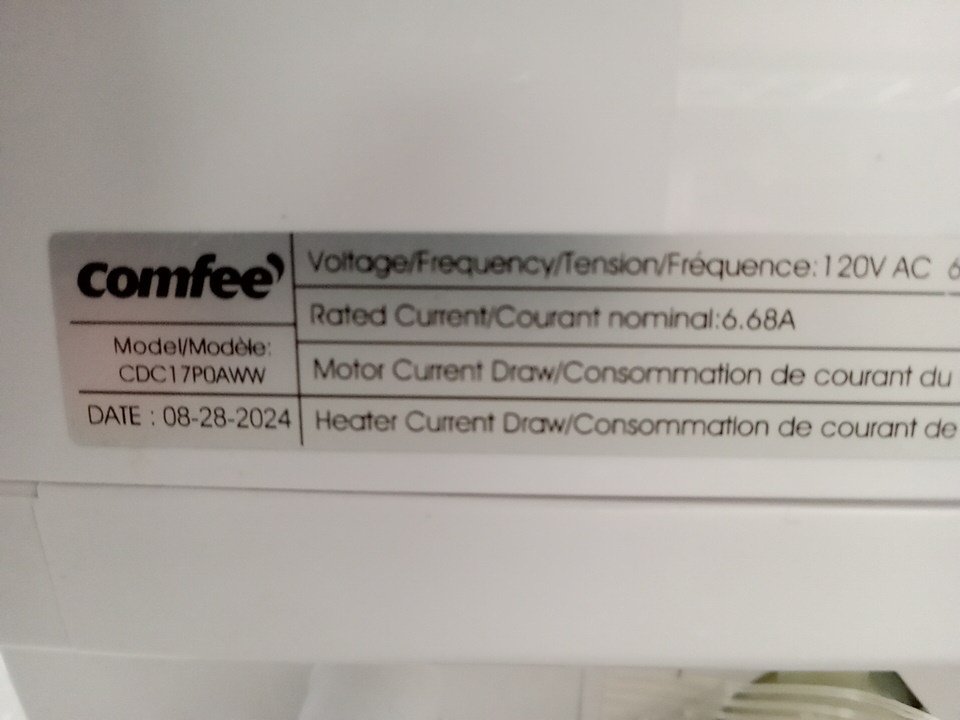 comfee'
Model/Modèle:
CDC17P0AWW
DATE : 08-28-2024
Voltage/Frequency/Tension/Fréquence:120V AC 6
Rated Current/Courant nominal:6.68A
Motor Current Draw/Consommation de courant du
Heater Current Draw/Consommation de courant de